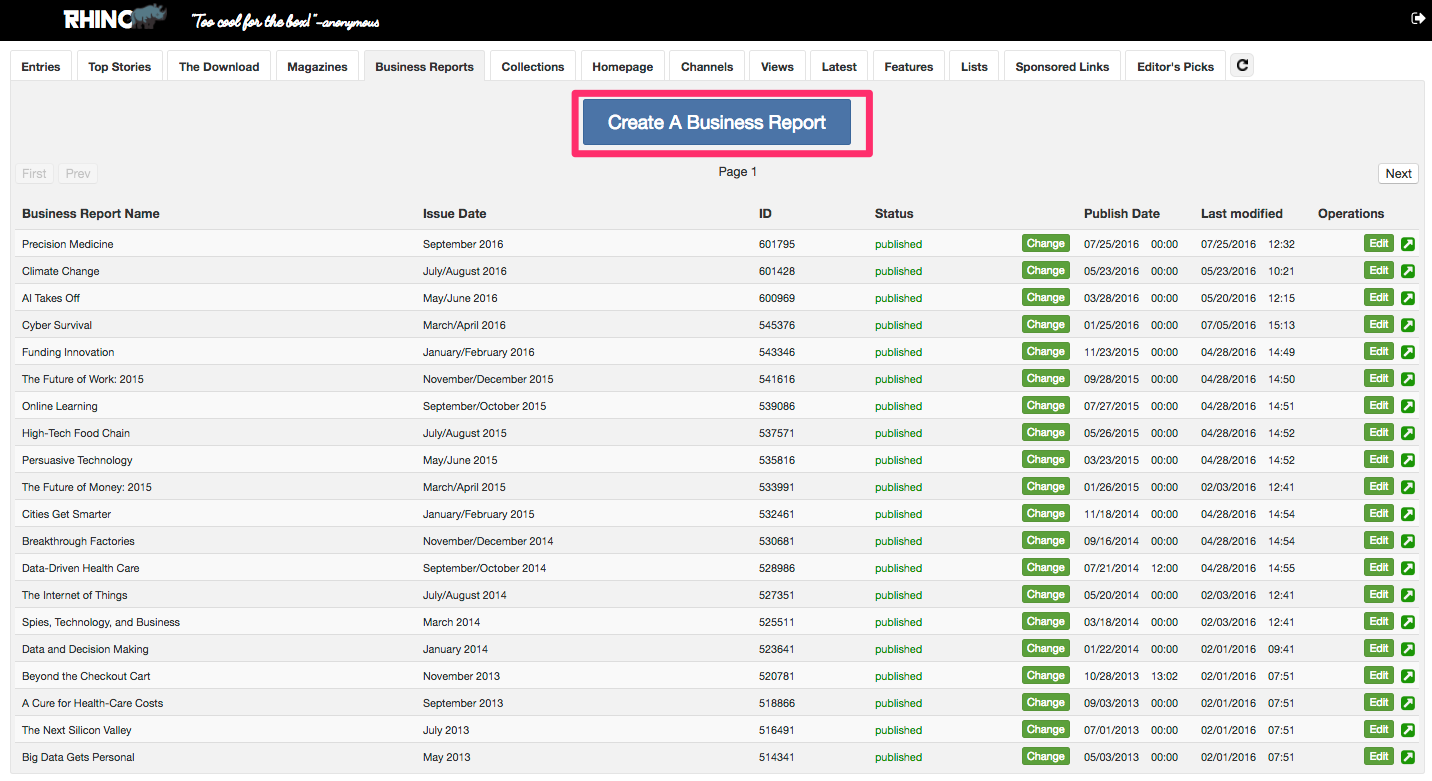 RHINO "Too cool for the box!" -anonymous
Entries Top Stories The Download Magazines Business Reports Collections Homepage Channels Views Latest Features Lists Sponsored Links Editor's Picks
Create A Business Report
First Prev Page 1 Next
Business Report Name Issue Date ID Status Publish Date Last modified Operations
Precision Medicine September 2016 601795 published Change 07/25/2016 00:00 07/25/2016 12:32 Edit
Climate Change July/August 2016 601428 published Change 05/23/2016 00:00 05/23/2016 10:21 Edit
AI Takes Off May/June 2016 600969 published Change 03/28/2016 00:00 05/20/2016 12:15 Edit
Cyber Survival March/April 2016 545376 published Change 01/25/2016 00:00 07/05/2016 15:13 Edit
Funding Innovation January/February 2016 543346 published Change 11/23/2015 00:00 04/28/2016 14:49 Edit
The Future of Work: 2015 November/December 2015 541616 published Change 09/28/2015 00:00 04/28/2016 14:50 Edit
Online Learning September/October 2015 539086 published Change 07/27/2015 00:00 04/28/2016 14:51 Edit
High-Tech Food Chain July/August 2015 537571 published Change 05/26/2015 00:00 04/28/2016 14:52 Edit
Persuasive Technology May/June 2015 535816 published Change 03/23/2015 00:00 04/28/2016 14:52 Edit
The Future of Money: 2015 March/April 2015 533991 published Change 01/26/2015 00:00 02/03/2016 12:41 Edit
Cities Get Smarter January/February 2015 532461 published Change 11/18/2014 00:00 04/28/2016 14:54 Edit
Breakthrough Factories November/December 2014 530681 published Change 09/16/2014 00:00 04/28/2016 14:54 Edit
Data-Driven Health Care September/October 2014 528986 published Change 07/21/2014 12:00 04/28/2016 14:55 Edit
The Internet of Things July/August 2014 527351 published Change 05/20/2014 00:00 02/03/2016 12:41 Edit
Spies, Technology, and Business March 2014 525511 published Change 03/18/2014 00:00 02/03/2016 12:41 Edit
Data and Decision Making January 2014 523641 published Change 01/22/2014 00:00 02/01/2016 09:41 Edit
Beyond the Checkout Cart November 2013 520781 published Change 10/28/2013 13:02 02/01/2016 07:51 Edit
A Cure for Health-Care Costs September 2013 518866 published Change 09/03/2013 00:00 02/01/2016 07:51 Edit
The Next Silicon Valley July 2013 516491 published Change 07/01/2013 00:00 02/01/2016 07:51 Edit
Big Data Gets Personal May 2013 514341 published Change 05/03/2013 00:00 02/01/2016 07:51 Edit